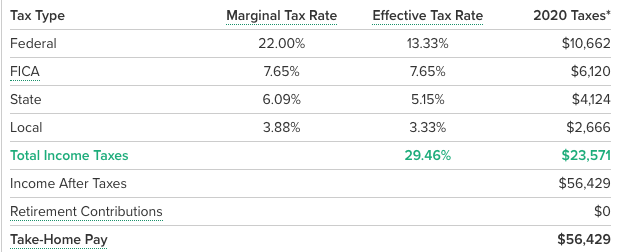 Tax Type Marginal Tax Rate Effective Tax Rate 2020 Taxes*
Federal 22.00% 13.33% $10,662
FICA 7.65% 7.65% $6,120
State 6.09% 5.15% $4,124
Local 3.88% 3.33% $2,666
Total Income Taxes 29.46% $23,571
Income After Taxes $56,429
Retirement Contributions $0
Take-Home Pay $56,429